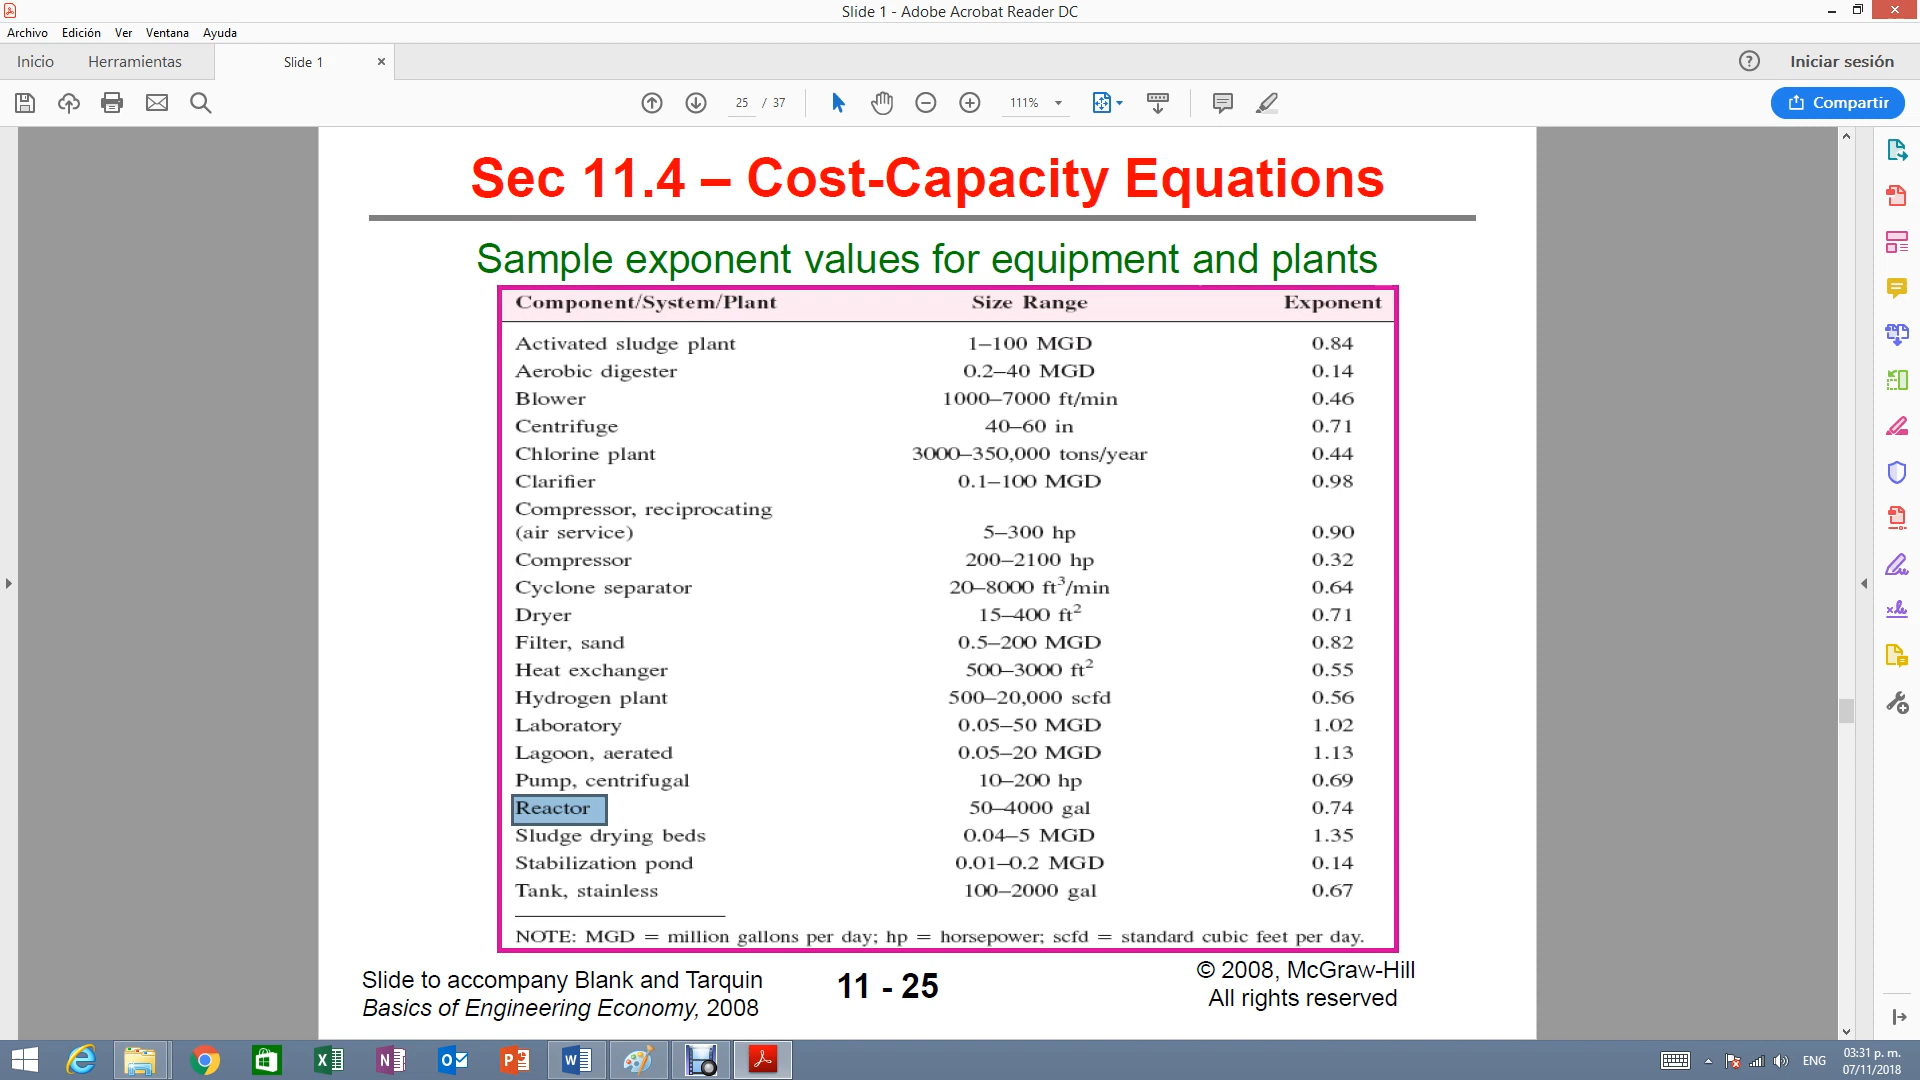 Slide 1 - Adobe Acrobat Reader DC
Archivo Edición Ver Ventana Ayuda
Inicio Herramientas Slide 1 × ? Iniciar sesión
25 / 37 111% Compartir
Sec 11.4 – Cost-Capacity Equations
Sample exponent values for equipment and plants
Component/System/Plant Size Range Exponent
Activated sludge plant 1–100 MGD 0.84
Aerobic digester 0.2–40 MGD 0.14
Blower 1000–7000 ft/min 0.46
Centrifuge 40–60 in 0.71
Chlorine plant 3000–350,000 tons/year 0.44
Clarifier 0.1–100 MGD 0.98
Compressor, reciprocating
(air service) 5–300 hp 0.90
Compressor 200–2100 hp 0.32
Cyclone separator 20–8000 ft³/min 0.64
Dryer 15–400 ft² 0.71
Filter, sand 0.5–200 MGD 0.82
Heat exchanger 500–3000 ft² 0.55
Hydrogen plant 500–20,000 scfd 0.56
Laboratory 0.05–50 MGD 1.02
Lagoon, aerated 0.05–20 MGD 1.13
Pump, centrifugal 10–200 hp 0.69
Reactor 50–4000 gal 0.74
Sludge drying beds 0.04–5 MGD 1.35
Stabilization pond 0.01–0.2 MGD 0.14
Tank, stainless 100–2000 gal 0.67
NOTE: MGD = million gallons per day; hp = horsepower; scfd = standard cubic feet per day.
Slide to accompany Blank and Tarquin
Basics of Engineering Economy, 2008
11 - 25
© 2008, McGraw-Hill
All rights reserved
ENG
03:31 p. m.
07/11/2018